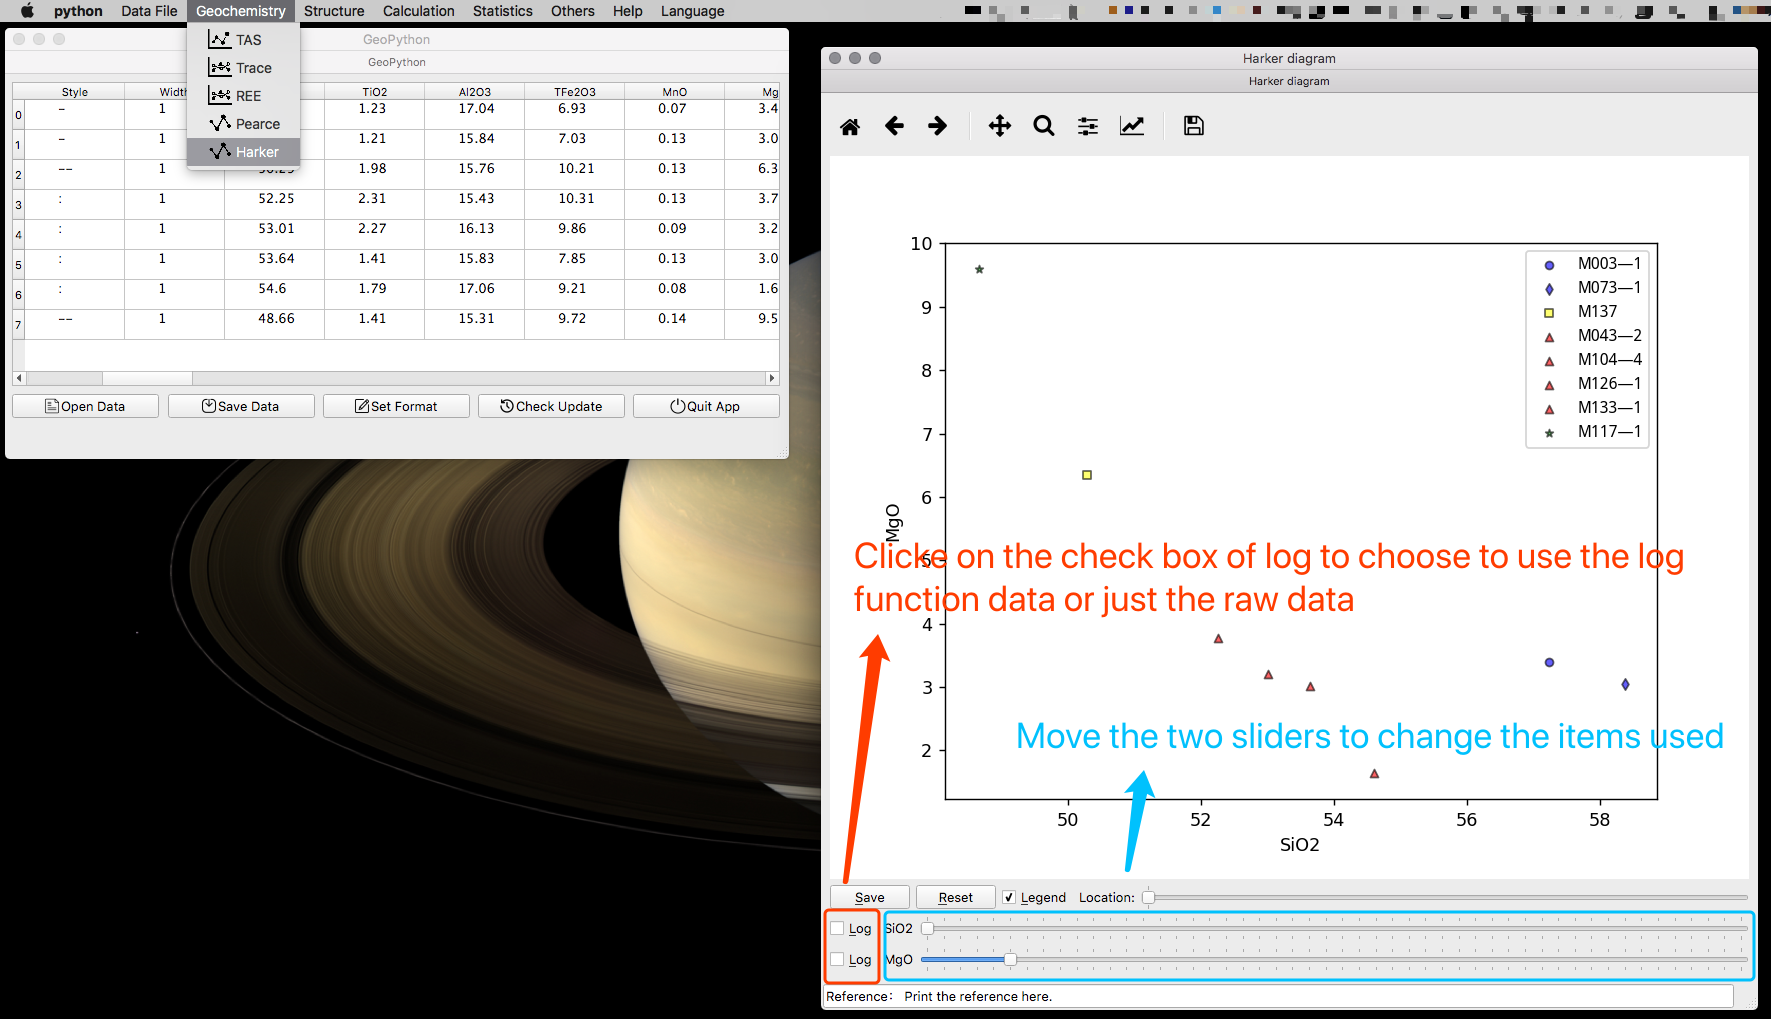 python Data File Geochemistry Structure Calculation Statistics Others Help Language
TAS
Trace
REE
Pearce
Harker
GeoPython
GeoPython
Style TiO2 Al2O3 TFe2O3 MnO
0 - 1 1.23 17.04 6.93 0.07 3.4
1 - 1 1.21 15.84 7.03 0.13 3.0
2 -- 1 1.98 15.76 10.21 0.13 6.3
3 : 1 52.25 2.31 15.43 10.31 0.13 3.7
4 : 1 53.01 2.27 16.13 9.86 0.09 3.2
5 : 1 53.64 1.41 15.83 7.85 0.13 3.0
6 : 1 54.6 1.79 17.06 9.21 0.08 1.6
7 -- 1 48.66 1.41 15.31 9.72 0.14 9.5
Open Data Save Data Set Format Check Update Quit App
Harker diagram
Harker diagram
10
9
8
7
6
5
4
3
2
MgO
M003—1
M073—1
M137
M043—2
M104—4
M126—1
M133—1
M117—1
Clicke on the check box of log to choose to use the log
function data or just the raw data
Move the two sliders to change the items used
50 52 54 56 58
SiO2
Save Reset Legend Location:
Log SiO2
Log MgO
Reference: Print the reference here.